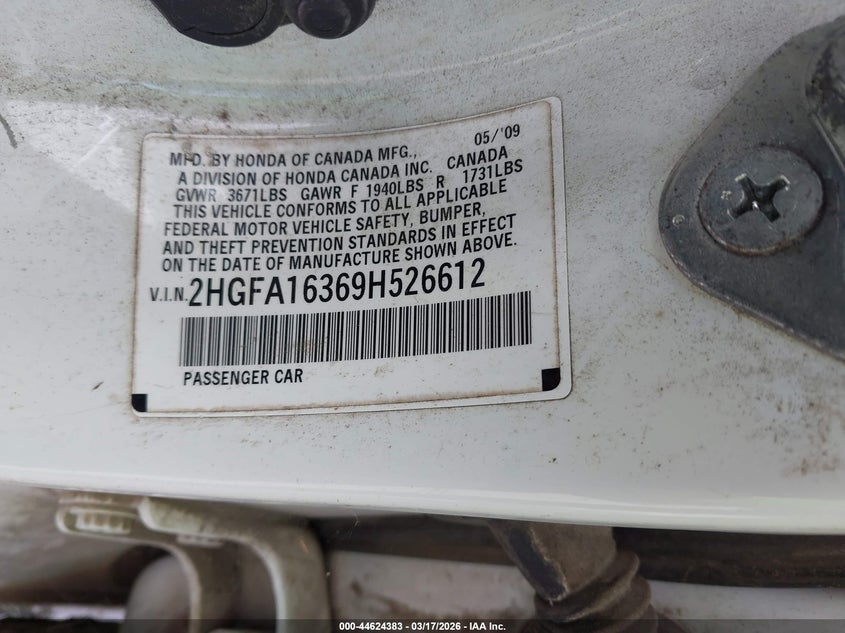 05/'09
MFD. BY HONDA OF CANADA MFG.,
A DIVISION OF HONDA CANADA INC. CANADA
GVWR 3671LBS GAWR F 1940LBS R 1731LBS
THIS VEHICLE CONFORMS TO ALL APPLICABLE
FEDERAL MOTOR VEHICLE SAFETY, BUMPER,
AND THEFT PREVENTION STANDARDS IN EFFECT
ON THE DATE OF MANUFACTURE SHOWN ABOVE.
V.I.N. 2HGFA16369H526612
PASSENGER CAR
000-44624383 - 03/17/2026 - IAA Inc.